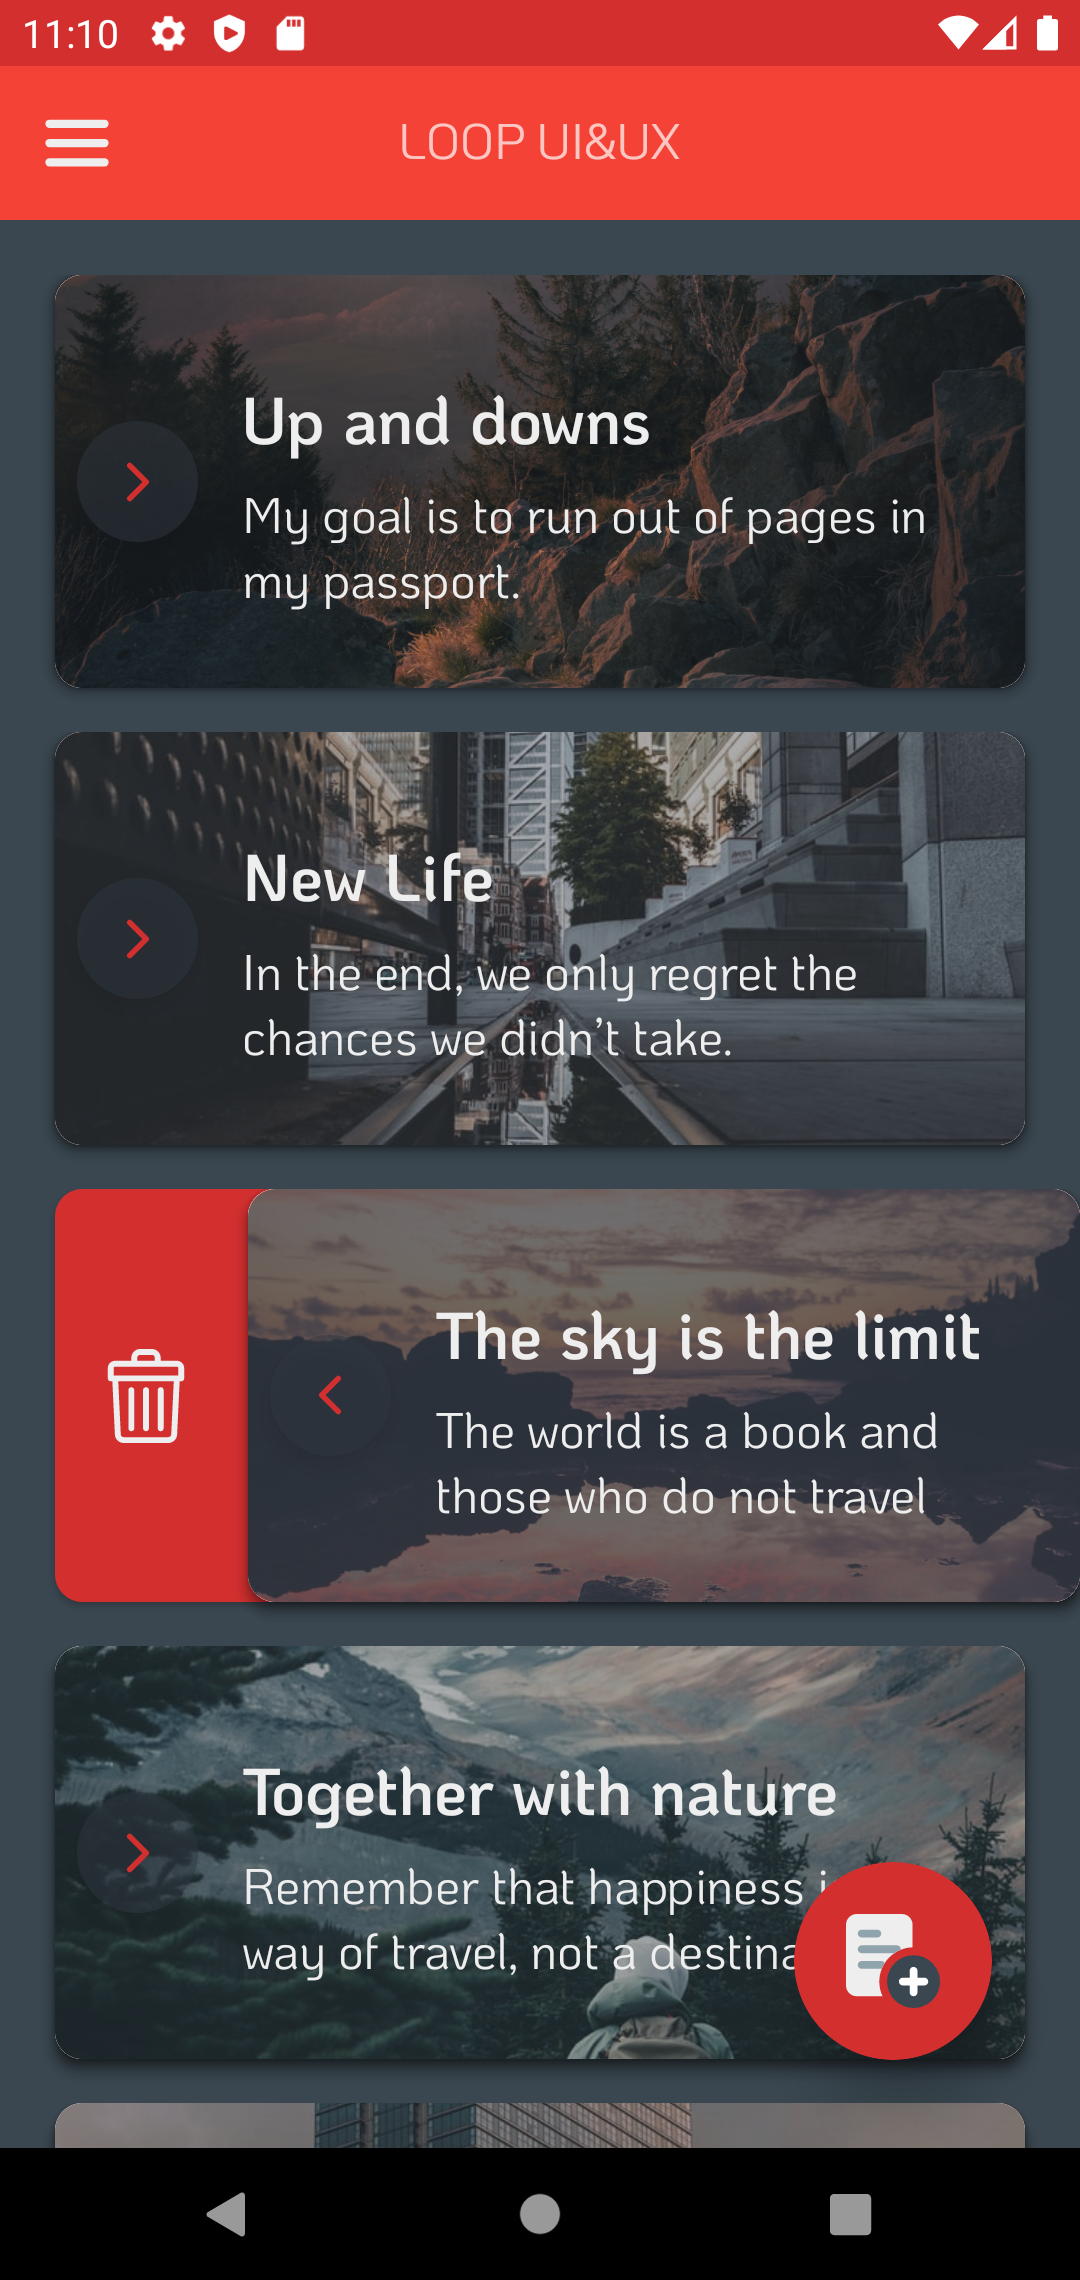 11:10
LOOP UI&UX
Up and downs
My goal is to run out of pages in
my passport.
New Life
In the end, we only regret the
chances we didn’t take.
The sky is the limit
The world is a book and
those who do not travel
Together with nature
Remember that happiness
way of travel, not a